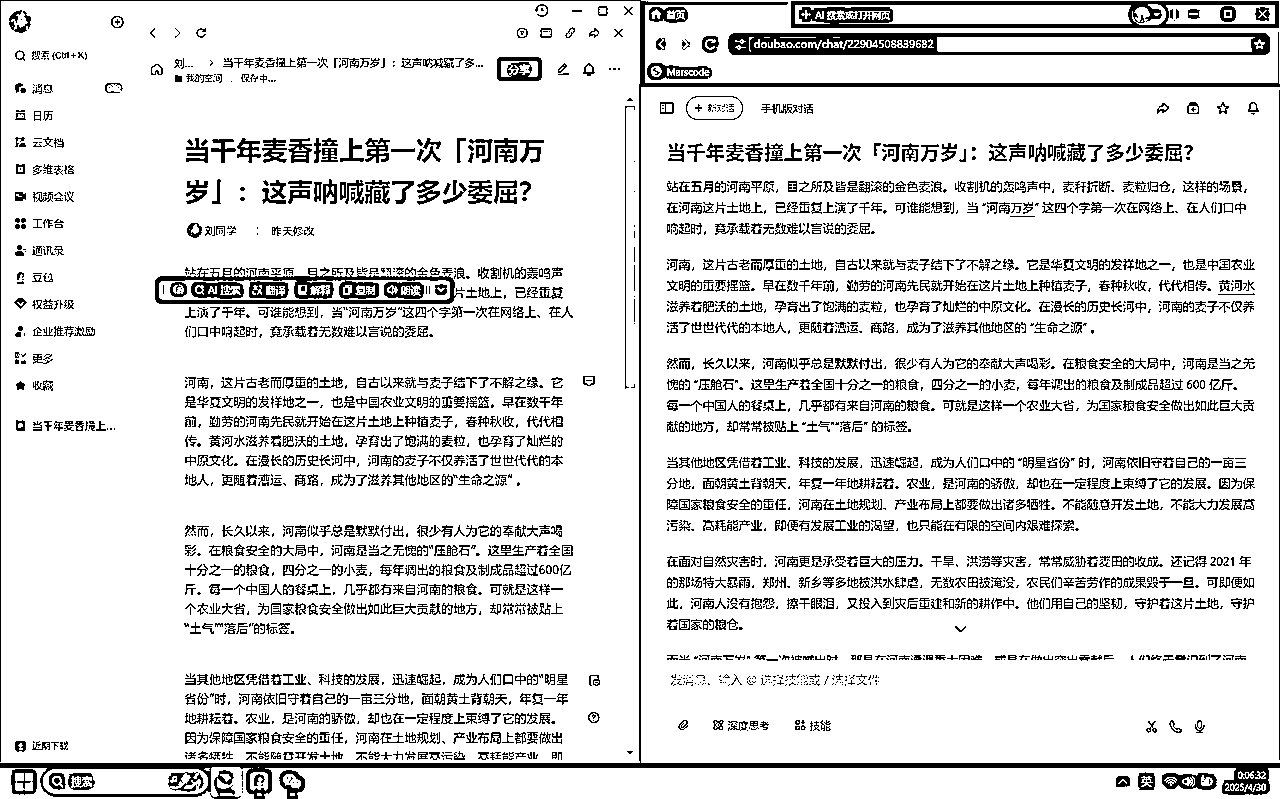 搜索 (Ctrl+K)
消息
日历
云文档
多维表格
视频会议
工作台
通讯录
豆包
权益升级
企业推荐激励
更多
收藏
当千年麦香撞上...
近期下载
刘... > 当千年麦香撞上第一次「河南万岁」：这声呐喊藏了多少...
我的空间 保存中...
分享
当千年麦香撞上第一次「河南万
岁」：这声呐喊藏了多少委屈？
刘同学 昨天修改
站在五月的河南平原，目之所及皆是翻滚的金色麦浪。收割机的轰鸣声
AI 搜索 翻译 解释 复制 朗读
片土地上，已经重复
上演了千年。可谁能想到，当“河南万岁”这四个字第一次在网络上、在人
们口中响起时，竟承载着无数难以言说的委屈。
河南，这片古老而厚重的土地，自古以来就与麦子结下了不解之缘。它
是华夏文明的发祥地之一，也是中国农业文明的重要摇篮。早在数千年
前，勤劳的河南先民就开始在这片土地上种植麦子，春种秋收，代代相
传。黄河水滋养着肥沃的土地，孕育出了饱满的麦粒，也孕育了灿烂的
中原文化。在漫长的历史长河中，河南的麦子不仅养活了世世代代的本
地人，更随着漕运、商路，成为了滋养其他地区的“生命之源” 。
然而，长久以来，河南似乎总是默默付出，很少有人为它的奉献大声喝
彩。在粮食安全的大局中，河南是当之无愧的“压舱石”。这里生产着全国
十分之一的粮食，四分之一的小麦，每年调出的粮食及制成品超过600亿
斤。每一个中国人的餐桌上，几乎都有来自河南的粮食。可就是这样一
个农业大省，为国家粮食安全做出如此巨大贡献的地方，却常常被贴上
“土气”“落后”的标签。
当其他地区凭借着工业、科技的发展，迅速崛起，成为人们口中的“明星
省份”时，河南依旧守着自己的一亩三分地，面朝黄土背朝天，年复一年
地耕耘着。农业，是河南的骄傲，却也在一定程度上束缚了它的发展。
因为保障国家粮食安全的重任，河南在土地规划、产业布局上都要做出
诸多牺牲。不能随意开发土地，不能大力发展高污染、高耗能产业，即
首页
AI 搜索或打开网页
doubao.com/chat/22904508839682
Marscode
新对话 手机版对话
当千年麦香撞上第一次「河南万岁」：这声呐喊藏了多少委屈？
站在五月的河南平原，目之所及皆是翻滚的金色麦浪。收割机的轰鸣声中，麦秆折断、麦粒归仓，这样的场景，
在河南这片土地上，已经重复上演了千年。可谁能想到，当 “河南万岁” 这四个字第一次在网络上、在人们口中
响起时，竟承载着无数难以言说的委屈。
河南，这片古老而厚重的土地，自古以来就与麦子结下了不解之缘。它是华夏文明的发祥地之一，也是中国农业
文明的重要摇篮。早在数千年前，勤劳的河南先民就开始在这片土地上种植麦子，春种秋收，代代相传。黄河水
滋养着肥沃的土地，孕育出了饱满的麦粒，也孕育了灿烂的中原文化。在漫长的历史长河中，河南的麦子不仅养
活了世世代代的本地人，更随着漕运、商路，成为了滋养其他地区的 “生命之源” 。
然而，长久以来，河南似乎总是默默付出，很少有人为它的奉献大声喝彩。在粮食安全的大局中，河南是当之无
愧的 “压舱石”。这里生产着全国十分之一的粮食，四分之一的小麦，每年调出的粮食及制成品超过 600 亿斤。
每一个中国人的餐桌上，几乎都有来自河南的粮食。可就是这样一个农业大省，为国家粮食安全做出如此巨大贡
献的地方，却常常被贴上 “土气”“落后” 的标签。
当其他地区凭借着工业、科技的发展，迅速崛起，成为人们口中的 “明星省份” 时，河南依旧守着自己的一亩三
分地，面朝黄土背朝天，年复一年地耕耘着。农业，是河南的骄傲，却也在一定程度上束缚了它的发展。因为保
障国家粮食安全的重任，河南在土地规划、产业布局上都要做出诸多牺牲。不能随意开发土地，不能大力发展高
污染、高耗能产业，即便有发展工业的渴望，也只能在有限的空间内艰难探索。
在面对自然灾害时，河南更是承受着巨大的压力。干旱、洪涝等灾害，常常威胁着麦田的收成。还记得 2021 年
的那场特大暴雨，郑州、新乡等多地被洪水肆虐，无数农田被淹没，农民们辛苦劳作的成果毁于一旦。可即便如
此，河南人没有抱怨，擦干眼泪，又投入到灾后重建和新的耕作中。他们用自己的坚韧，守护着这片土地，守护
着国家的粮仓。
发消息、输入 @ 选择技能或 / 选择文件
深度思考 技能
搜索
英
0:06:32
2025/4/30